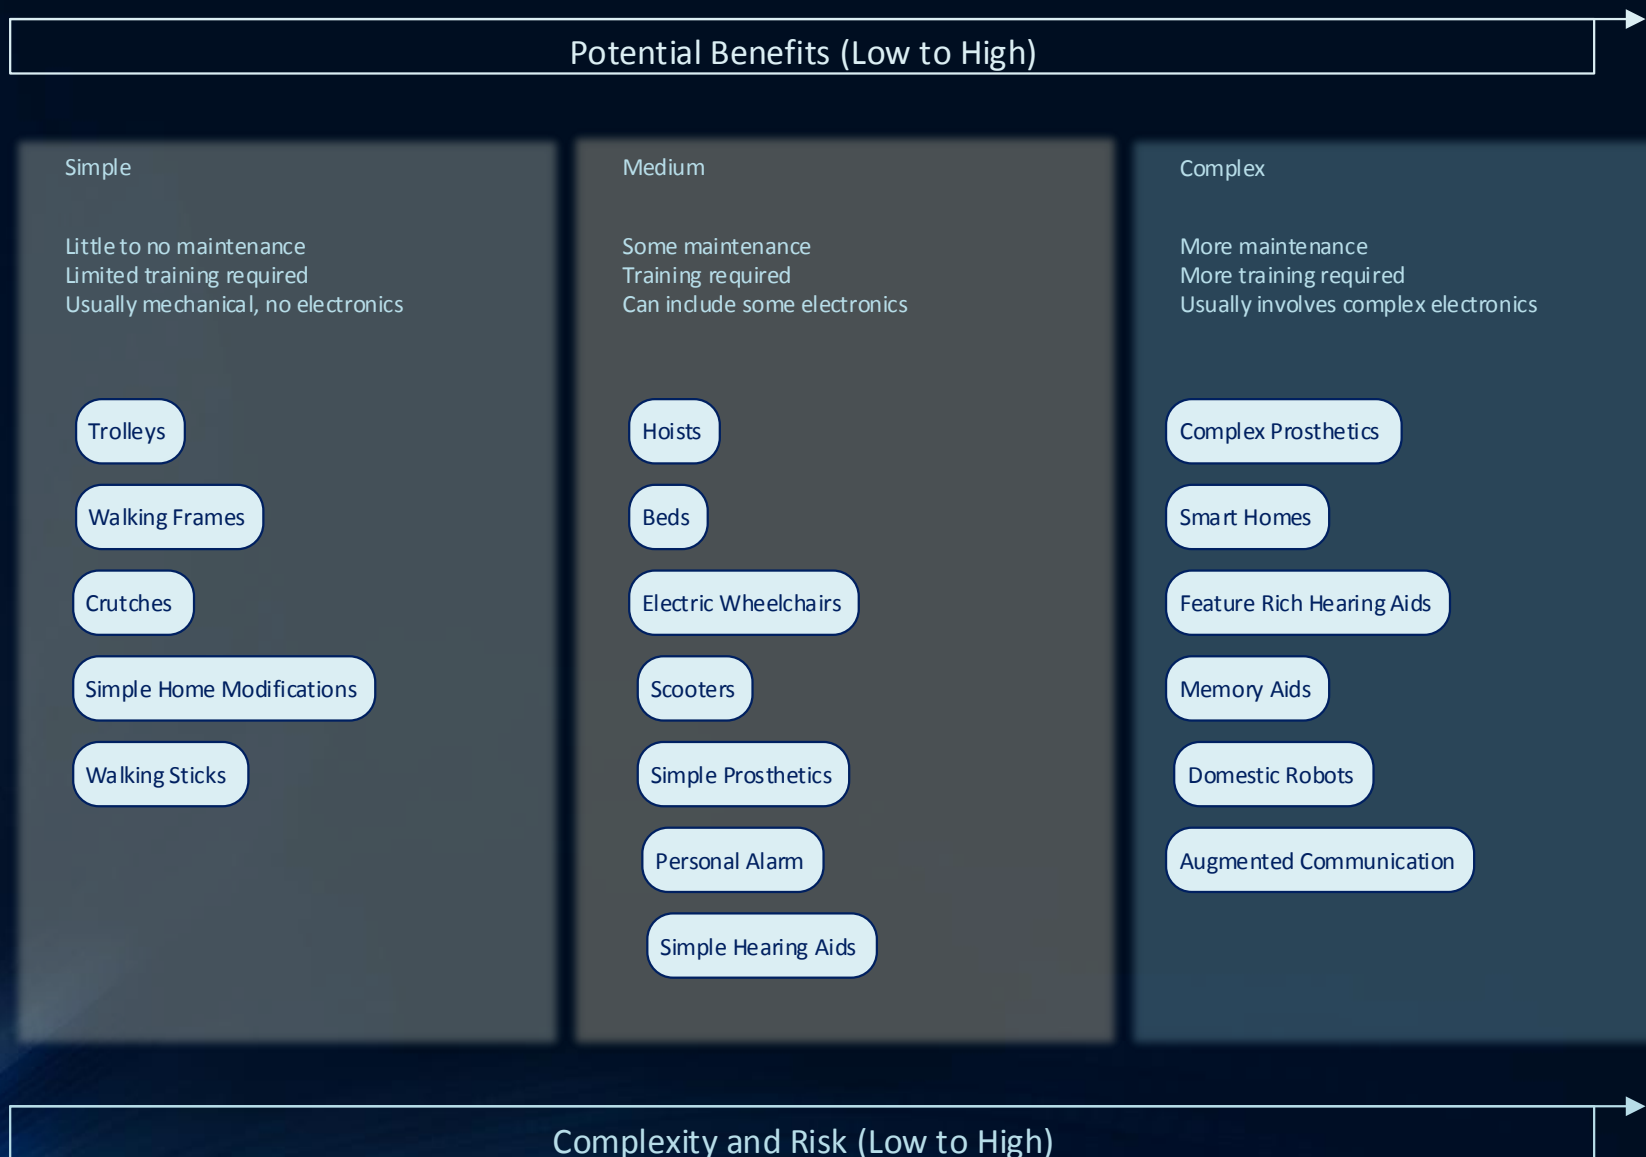 Potential Benefits (Low to High)
Simple
Little to no maintenance
Limited training required
Usually mechanical, no electronics
Trolleys
Walking Frames
Crutches
Simple Home Modifications
Walking Sticks
Medium
Some maintenance
Training required
Can include some electronics
Hoists
Beds
Electric Wheelchairs
Scooters
Simple Prosthetics
Personal Alarm
Simple Hearing Aids
Complex
More maintenance
More training required
Usually involves complex electronics
Complex Prosthetics
Smart Homes
Feature Rich Hearing Aids
Memory Aids
Domestic Robots
Augmented Communication
Complexity and Risk (Low to High)